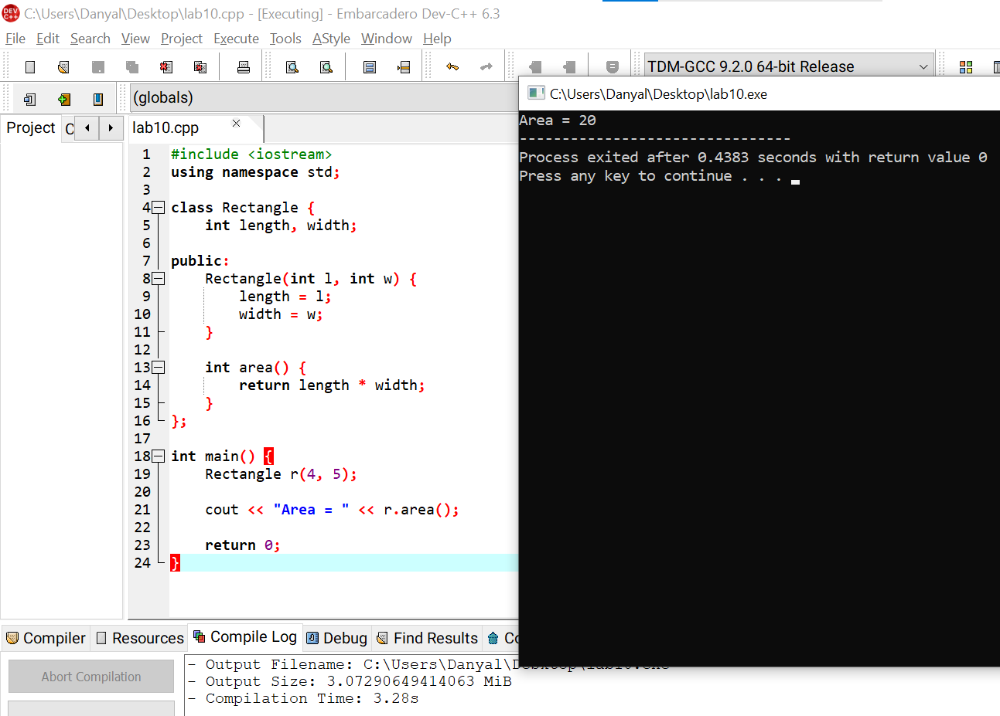 C:\Users\Danyal\Desktop\lab10.cpp - [Executing] - Embarcadero Dev-C++ 6.3
File Edit Search View Project Execute Tools AStyle Window Help
TDM-GCC 9.2.0 64-bit Release
(globals)
Project
lab10.cpp
1 #include <iostream>
2 using namespace std;
3
4 class Rectangle {
5     int length, width;
6
7 public:
8     Rectangle(int l, int w) {
9         length = l;
10         width = w;
11     }
12
13     int area() {
14         return length * width;
15     }
16 };
17
18 int main() {
19     Rectangle r(4, 5);
20
21     cout << "Area = " << r.area();
22
23     return 0;
24 }
C:\Users\Danyal\Desktop\lab10.exe
Area = 20
--------------------------------
Process exited after 0.4383 seconds with return value 0
Press any key to continue . . .
Compiler Resources Compile Log Debug Find Results
Abort Compilation
- Output Filename: C:\Users\Danyal\Desktop\lab10.exe
- Output Size: 3.07290649414063 MiB
- Compilation Time: 3.28s